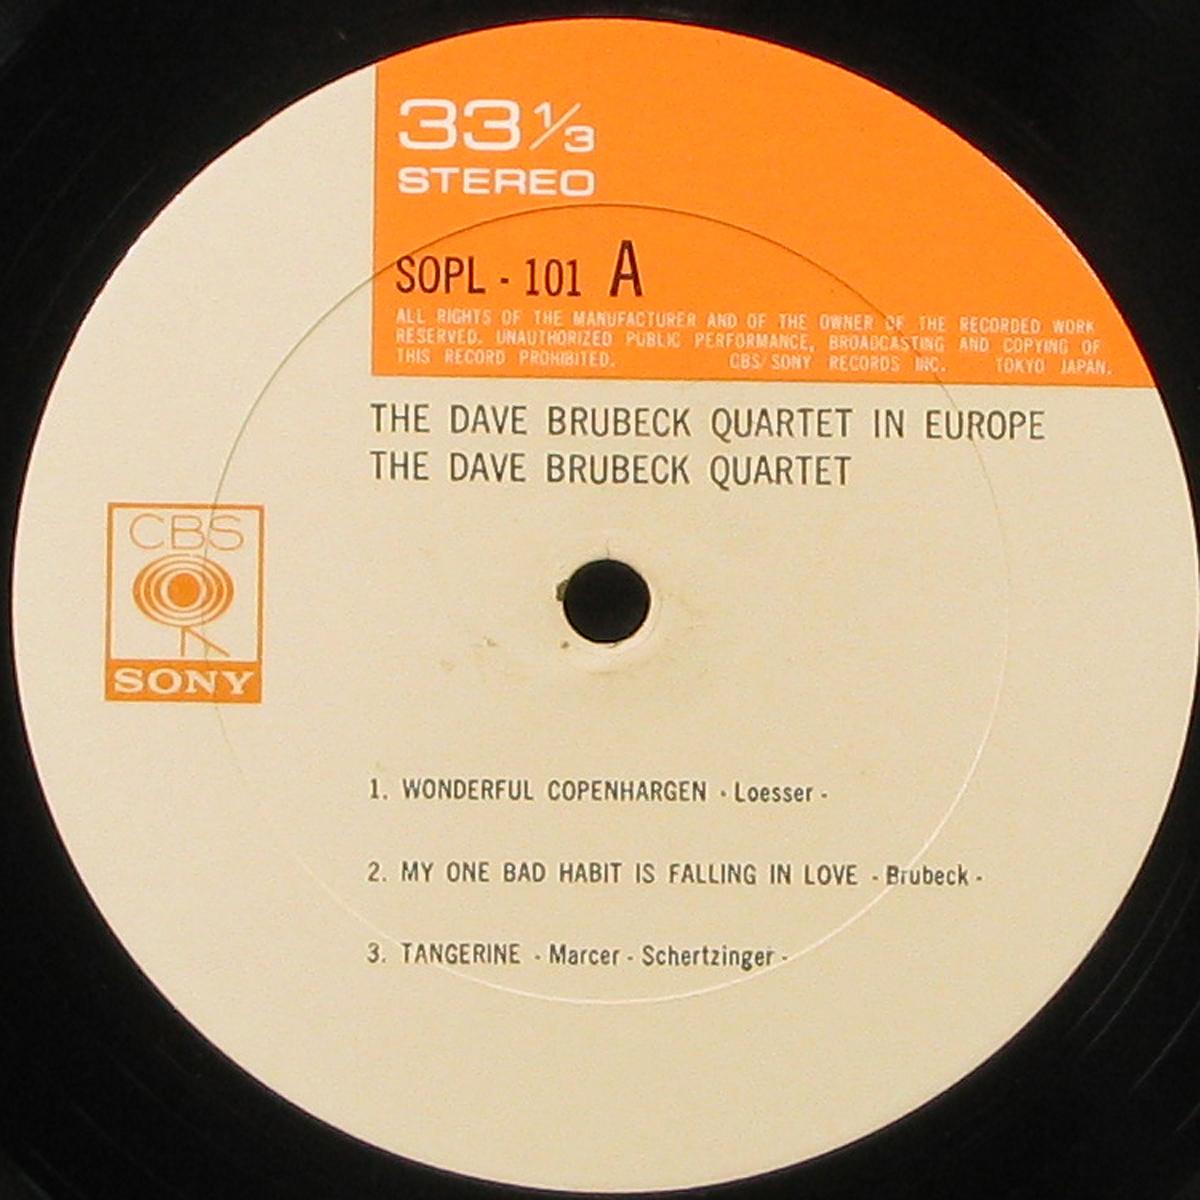 33 1/3
STEREO
SOPL - 101 A
ALL RIGHTS OF THE MANUFACTURER AND OF THE OWNER OF THE RECORDED WORK
RESERVED. UNAUTHORIZED PUBLIC PERFORMANCE, BROADCASTING AND COPYING OF
THIS RECORD PROHIBITED. CBS/SONY RECORDS INC. TOKYO JAPAN.
THE DAVE BRUBECK QUARTET IN EUROPE
THE DAVE BRUBECK QUARTET
CBS
SONY
1. WONDERFUL COPENHARGEN - Loesser -
2. MY ONE BAD HABIT IS FALLING IN LOVE - Brubeck -
3. TANGERINE - Marcer - Schertzinger -